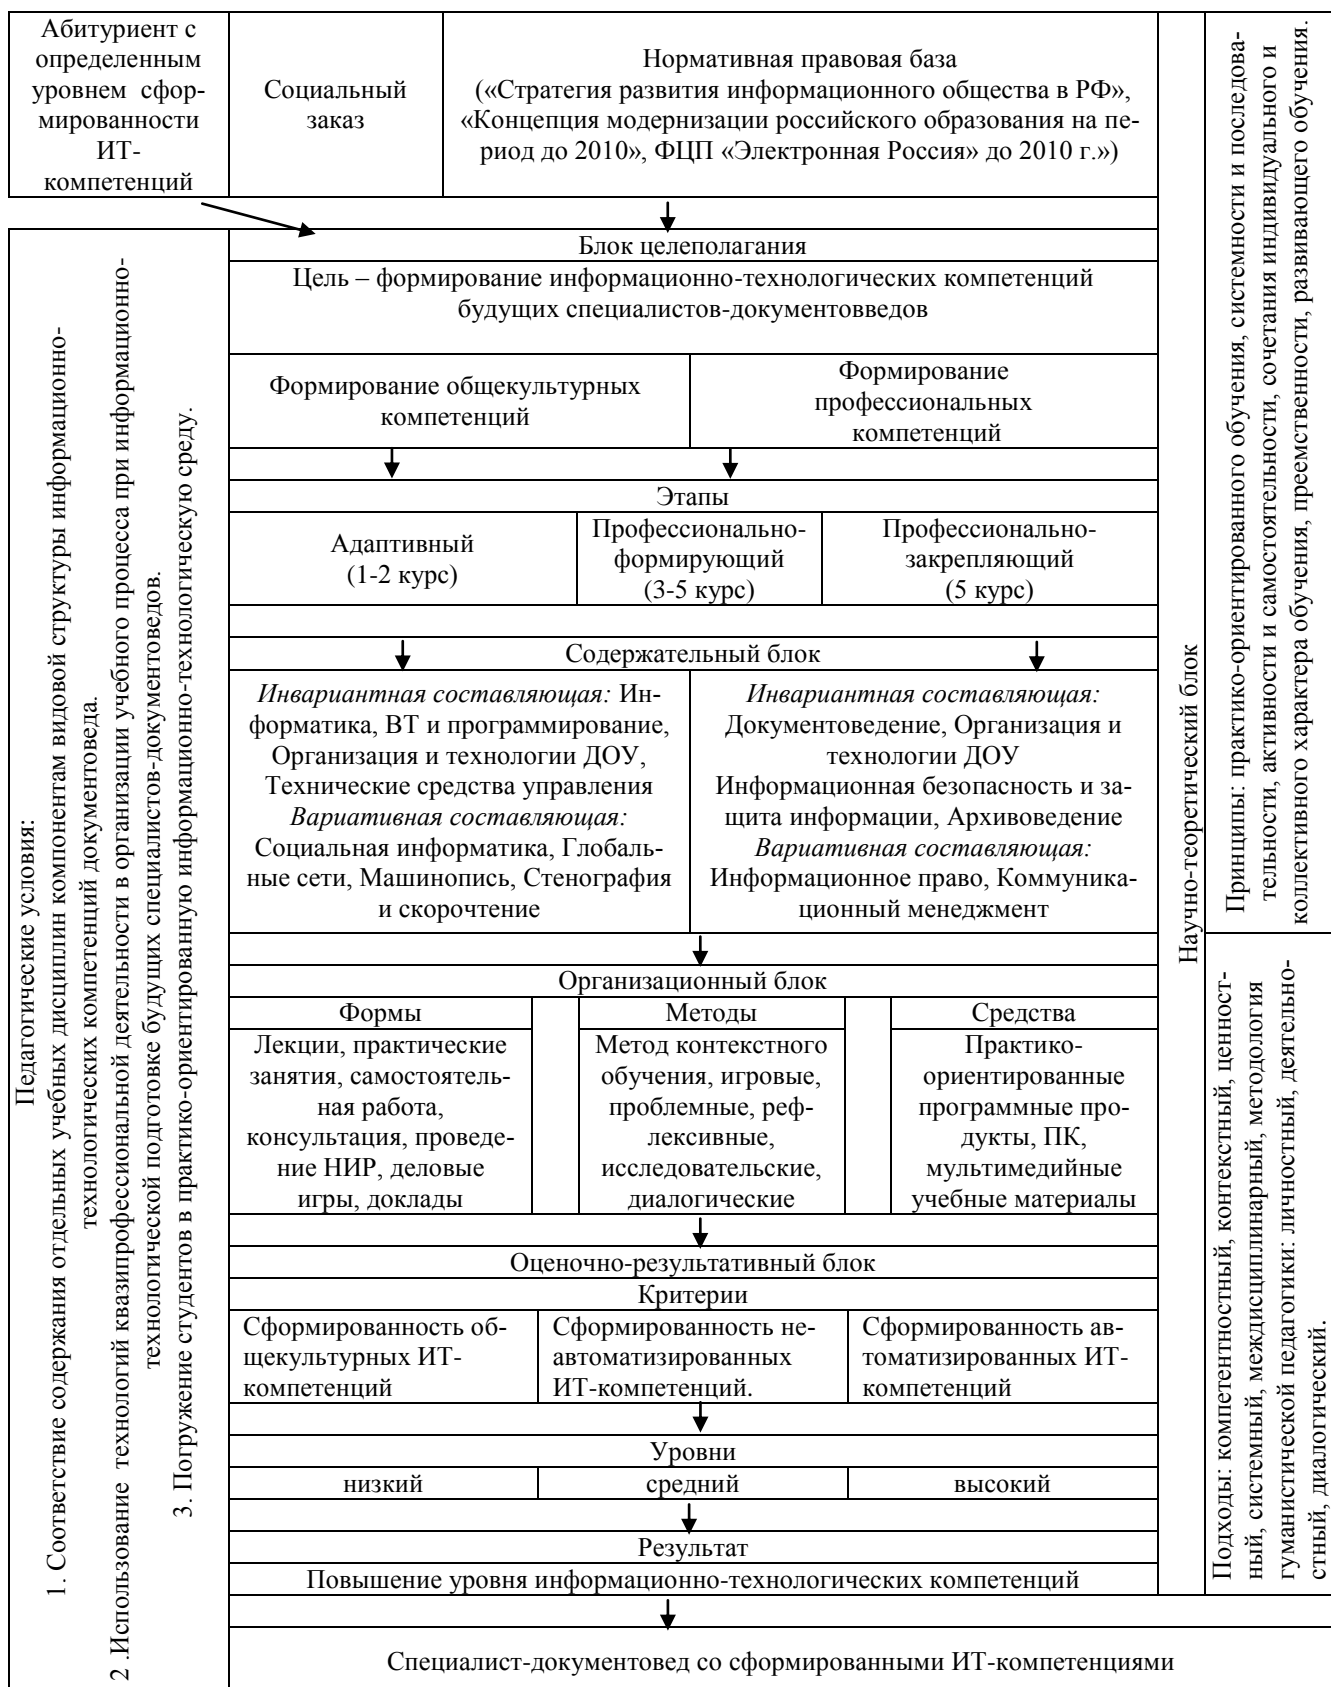 Абитуриент с
определенным
уровнем сфор-
мированности
ИТ-
компетенций
Социальный
заказ
Нормативная правовая база
(«Стратегия развития информационного общества в РФ»,
«Концепция модернизации российского образования на пе-
риод до 2010», ФЦП «Электронная Россия» до 2010 г.»)
Педагогические условия:
1. Соответствие содержания отдельных учебных дисциплин компонентам видовой структуры информационно-
технологических компетенций документоведа.
2 .Использование технологий квазипрофессиональной деятельности в организации учебного процесса при информационно-
технологической подготовке будущих специалистов-документоведов.
3. Погружение студентов в практико-ориентированную информационно-технологическую среду.
Блок целеполагания
Цель – формирование информационно-технологических компетенций
будущих специалистов-документовведов
Формирование общекультурных
компетенций
Формирование
профессиональных
компетенций
Этапы
Адаптивный
(1-2 курс)
Профессионально-
формирующий
(3-5 курс)
Профессионально-
закрепляющий
(5 курс)
Содержательный блок
Инвариантная составляющая: Ин-
форматика, ВТ и программирование,
Организация и технологии ДОУ,
Технические средства управления
Вариативная составляющая:
Социальная информатика, Глобаль-
ные сети, Машинопись, Стенография
и скорочтение
Инвариантная составляющая:
Документоведение, Организация и
технологии ДОУ
Информационная безопасность и за-
щита информации, Архивоведение
Вариативная составляющая:
Информационное право, Коммуника-
ционный менеджмент
Организационный блок
Формы
Лекции, практические
занятия, самостоятель-
ная работа,
консультация, проведе-
ние НИР, деловые
игры, доклады
Методы
Метод контекстного
обучения, игровые,
проблемные, реф-
лексивные,
исследовательские,
диалогические
Средства
Практико-
ориентированные
программные про-
дукты, ПК,
мультимедийные
учебные материалы
Оценочно-результативный блок
Критерии
Сформированность об-
щекультурных ИТ-
компетенций
Сформированность не-
автоматизированных
ИТ-компетенций.
Сформированность ав-
томатизированных ИТ-
компетенций
Уровни
низкий
средний
высокий
Результат
Повышение уровня информационно-технологических компетенций
Специалист-документовед со сформированными ИТ-компетенциями
Научно-теоретический блок
Принципы: практико-ориентированного обучения, системности и последова-
тельности, активности и самостоятельности, сочетания индивидуального и
коллективного характера обучения, преемственности, развивающего обучения.
Подходы: компетентностный, контекстный, ценност-
ный, системный, междисциплинарный, методология
гуманистической педагогики: личностный, деятельно-
стный, диалогический.